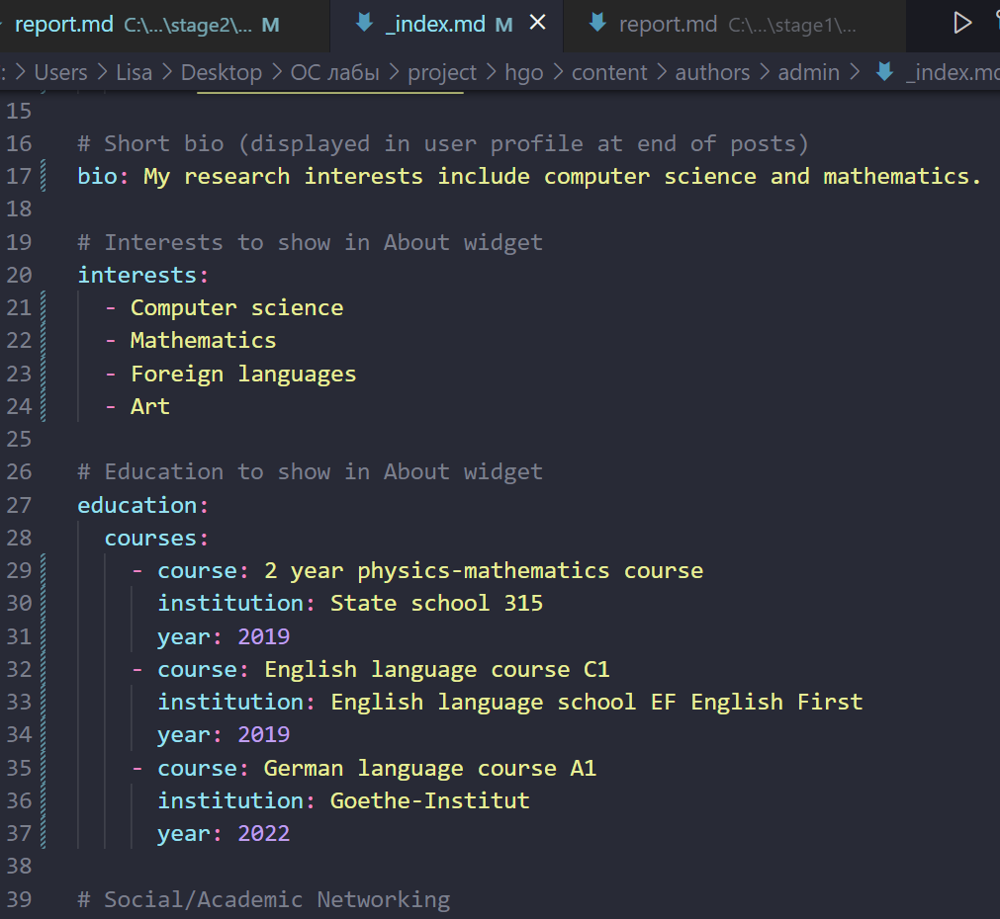 report.md C:\...\stage2\... M _index.md M report.md C:\...\stage1\...
: > Users > Lisa > Desktop > ОС лабы > project > hgo > content > authors > admin > _index.md
15
16 # Short bio (displayed in user profile at end of posts)
17 bio: My research interests include computer science and mathematics.
18
19 # Interests to show in About widget
20 interests:
21 - Computer science
22 - Mathematics
23 - Foreign languages
24 - Art
25
26 # Education to show in About widget
27 education:
28 courses:
29 - course: 2 year physics-mathematics course
30 institution: State school 315
31 year: 2019
32 - course: English language course C1
33 institution: English language school EF English First
34 year: 2019
35 - course: German language course A1
36 institution: Goethe-Institut
37 year: 2022
38
39 # Social/Academic Networking